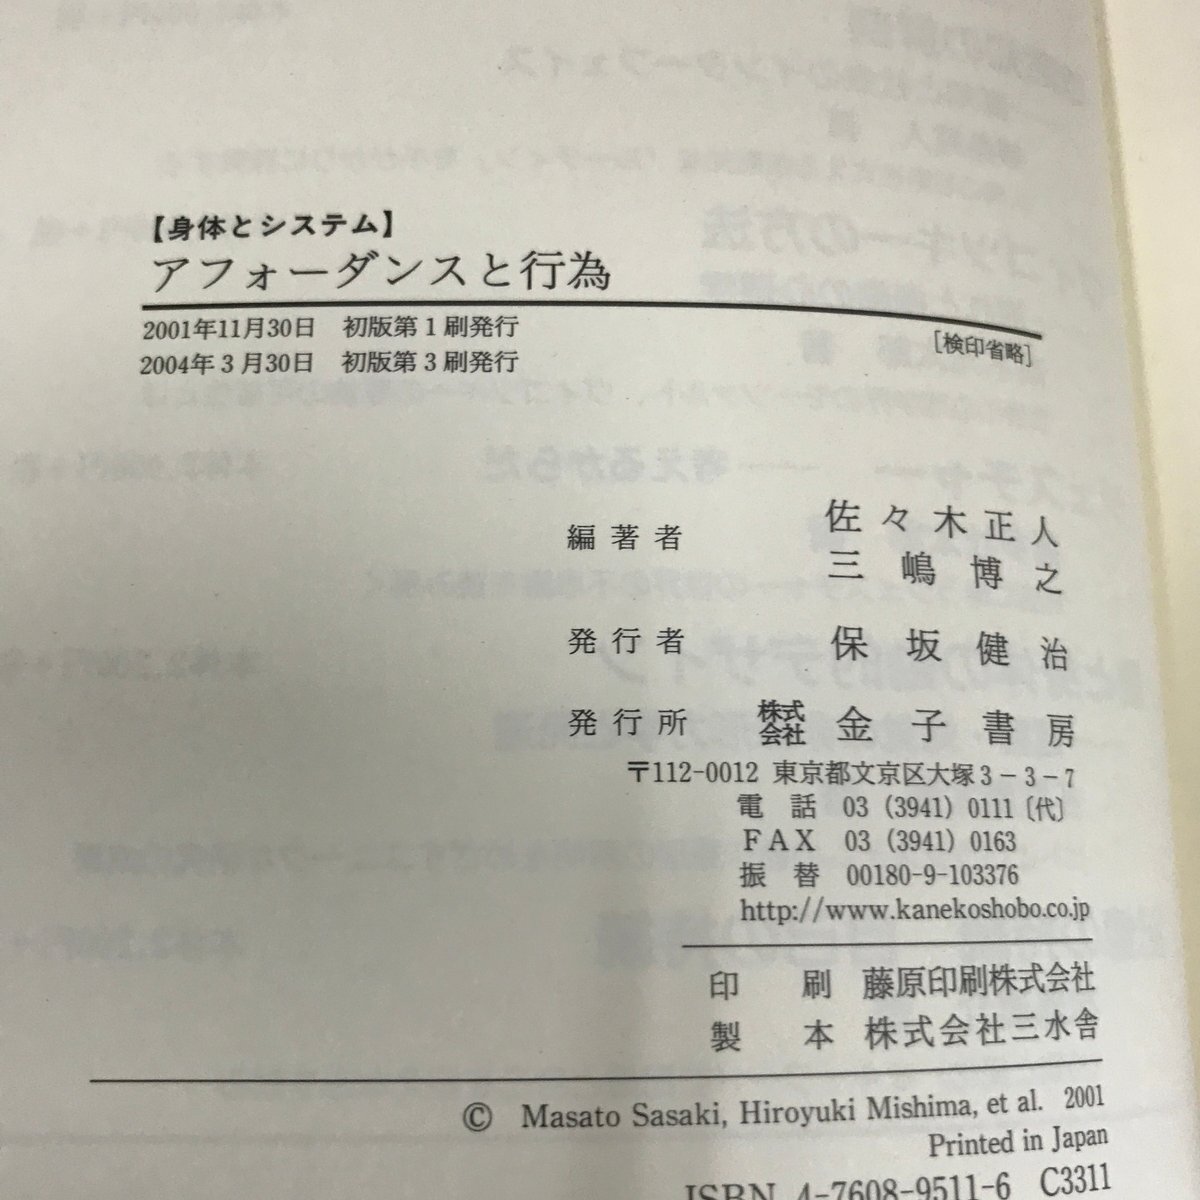 【身体とシステム】
アフォーダンスと行為
2001年11月30日　初版第1刷発行
2004年3月30日　初版第3刷発行
［検印省略］
編著者　佐々木正人
三嶋博之
発行者　保坂健治
発行所　株式会社　金子書房
〒112-0012 東京都文京区大塚3−3−7
電話　03（3941）0111〔代〕
FAX　03（3941）0163
振替　00180-9-103376
http://www.kanekoshobo.co.jp
印刷　藤原印刷株式会社
製本　株式会社三水舎
© Masato Sasaki, Hiroyuki Mishima, et al. 2001
Printed in Japan
ISBN 4-7608-9511-6 C3311